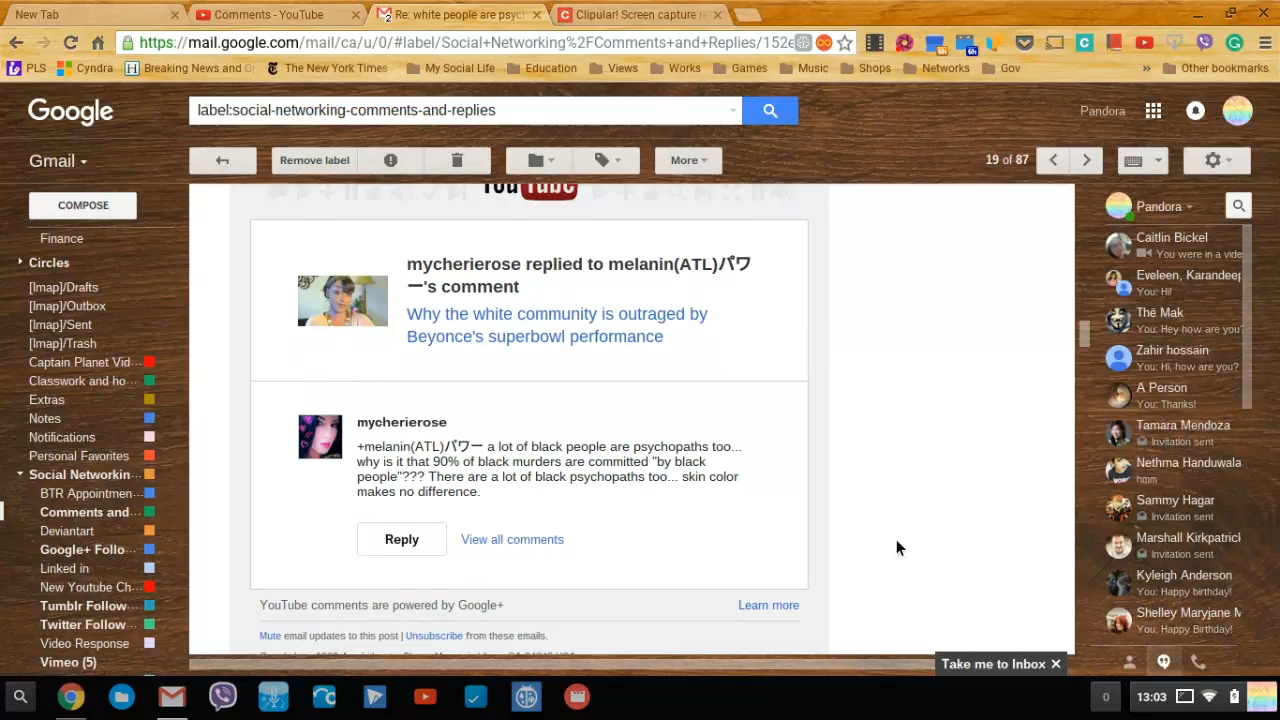 New Tab
Comments - YouTube
Re: white people are psyc
Clipular! Screen capture r
https://mail.google.com/mail/ca/u/0/#label/Social+Networking%2FComments+and+Replies/152e
PLS
Cyndra
Breaking News and O
The New York Times
My Social Life
Education
Views
Works
Games
Music
Shops
Networks
Gov
»
Other bookmarks
Google
label:social-networking-comments-and-replies
Pandora
Gmail
Remove label
More
19 of 87
COMPOSE
Finance
Circles
[Imap]/Drafts
[Imap]/Outbox
[Imap]/Sent
[Imap]/Trash
Captain Planet Vid...
Classwork and ho...
Extras
Notes
Notifications
Personal Favorites
Social Networkin...
BTR Appointmen...
Comments and...
Deviantart
Google+ Follo...
Linked in
New Youtube Ch...
Tumblr Follow...
Twitter Follow...
Video Response
Vimeo (5)
YouTube
mycherierose replied to melanin(ATL)パワ
ー's comment
Why the white community is outraged by
Beyonce's superbowl performance
mycherierose
+melanin(ATL)パワー a lot of black people are psychopaths too...
why is it that 90% of black murders are committed "by black
people"??? There are a lot of black psychopaths too... skin color
makes no difference.
Reply
View all comments
YouTube comments are powered by Google+
Learn more
Mute email updates to this post | Unsubscribe from these emails.
Pandora
Caitlin Bickel
You were in a vide
Eveleen, Karandeep
You: Hi!
The Mak
You: Hey how are you?
Zahir hossain
You: Hi, how are you?
A Person
You: Thanks!
Tamara Mendoza
Invitation sent
Nethma Handuwala
hmm
Sammy Hagar
Invitation sent
Marshall Kirkpatrick
Invitation sent
Kyleigh Anderson
You: Happy birthday!
Shelley Maryjane M
You: Happy Birthday!
Take me to Inbox ✕
0
13:03